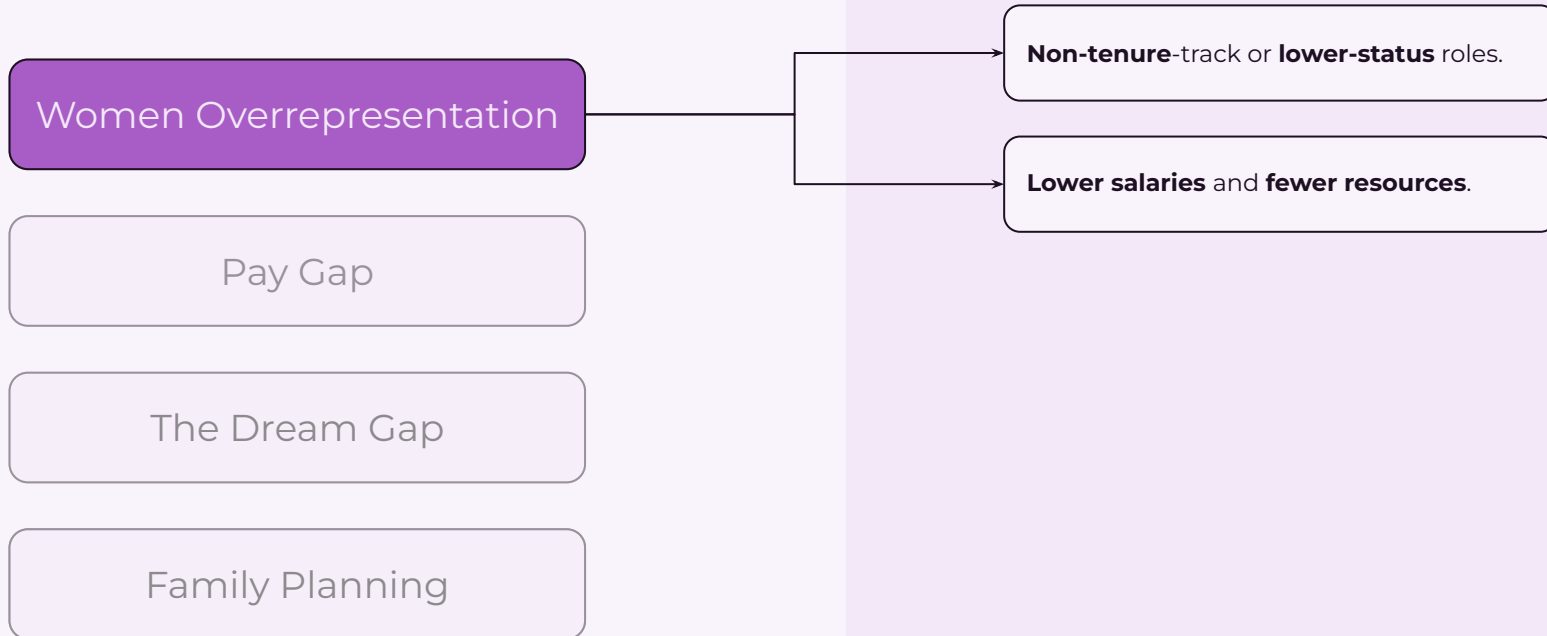 Women Overrepresentation
Non-tenure-track or lower-status roles.
Lower salaries and fewer resources.
Pay Gap
The Dream Gap
Family Planning